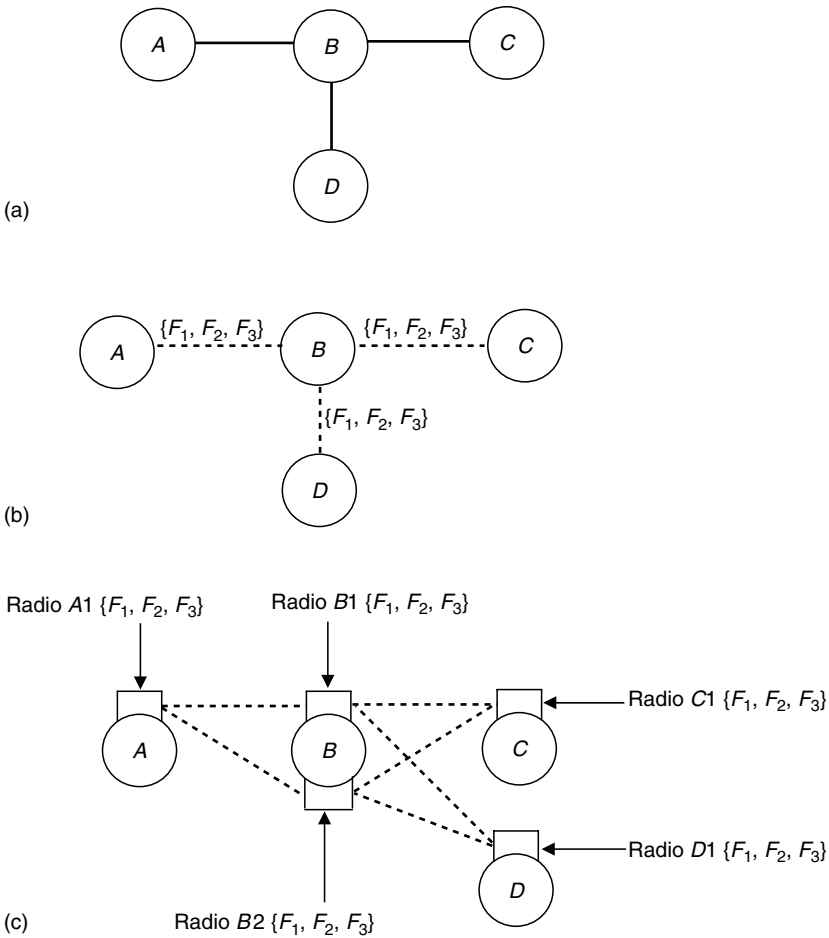 A B C
D
(a)
{F₁, F₂, F₃} {F₁, F₂, F₃}
A B C
{F₁, F₂, F₃}
D
(b)
Radio A1 {F₁, F₂, F₃} Radio B1 {F₁, F₂, F₃}
Radio C1 {F₁, F₂, F₃}
A B C
Radio D1 {F₁, F₂, F₃}
D
(c) Radio B2 {F₁, F₂, F₃}